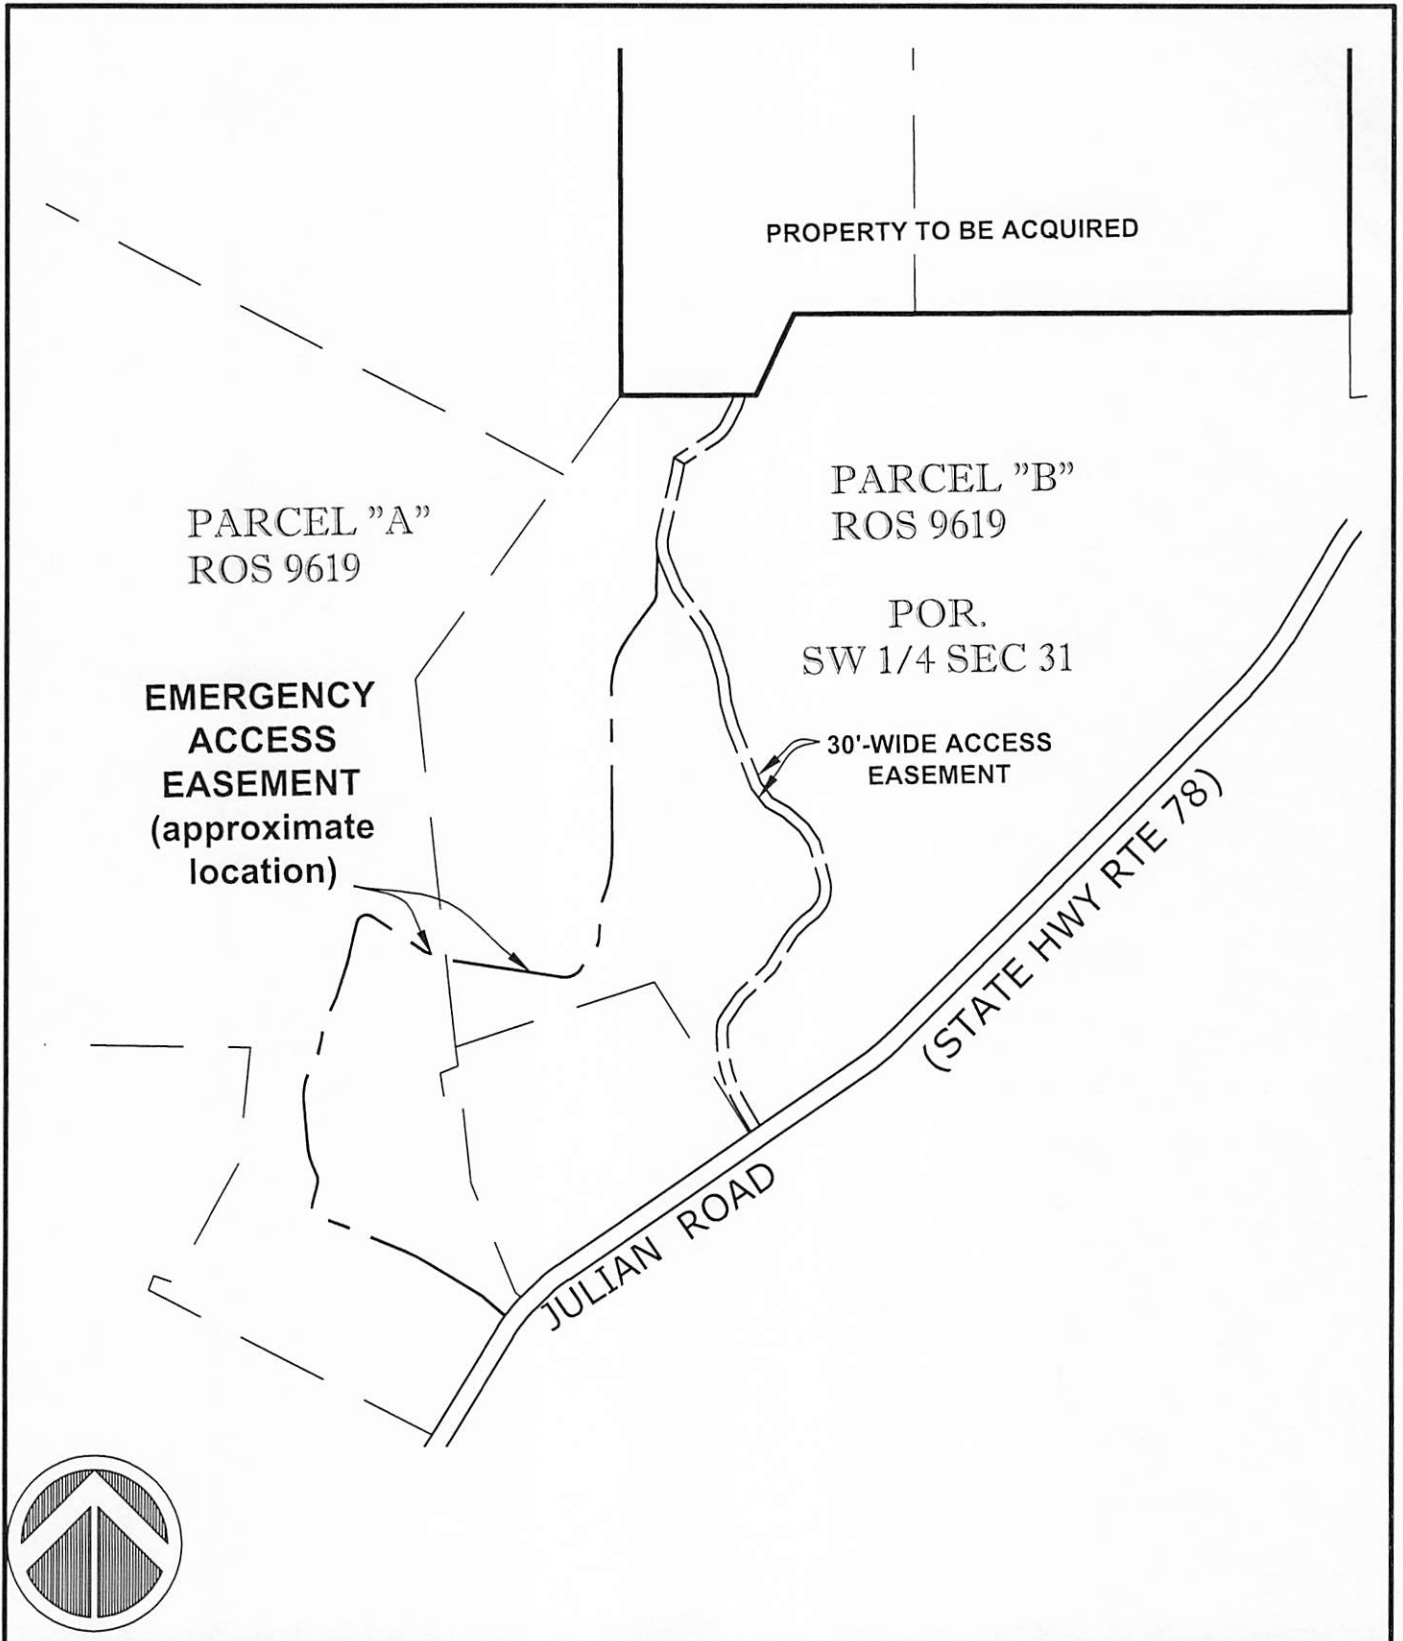 PROPERTY TO BE ACQUIRED
PARCEL "A"
ROS 9619
PARCEL "B"
ROS 9619
POR.
SW 1/4 SEC 31
EMERGENCY
ACCESS
EASEMENT
(approximate
location)
30'-WIDE ACCESS
EASEMENT
JULIAN ROAD
(STATE HWY RTE 78)